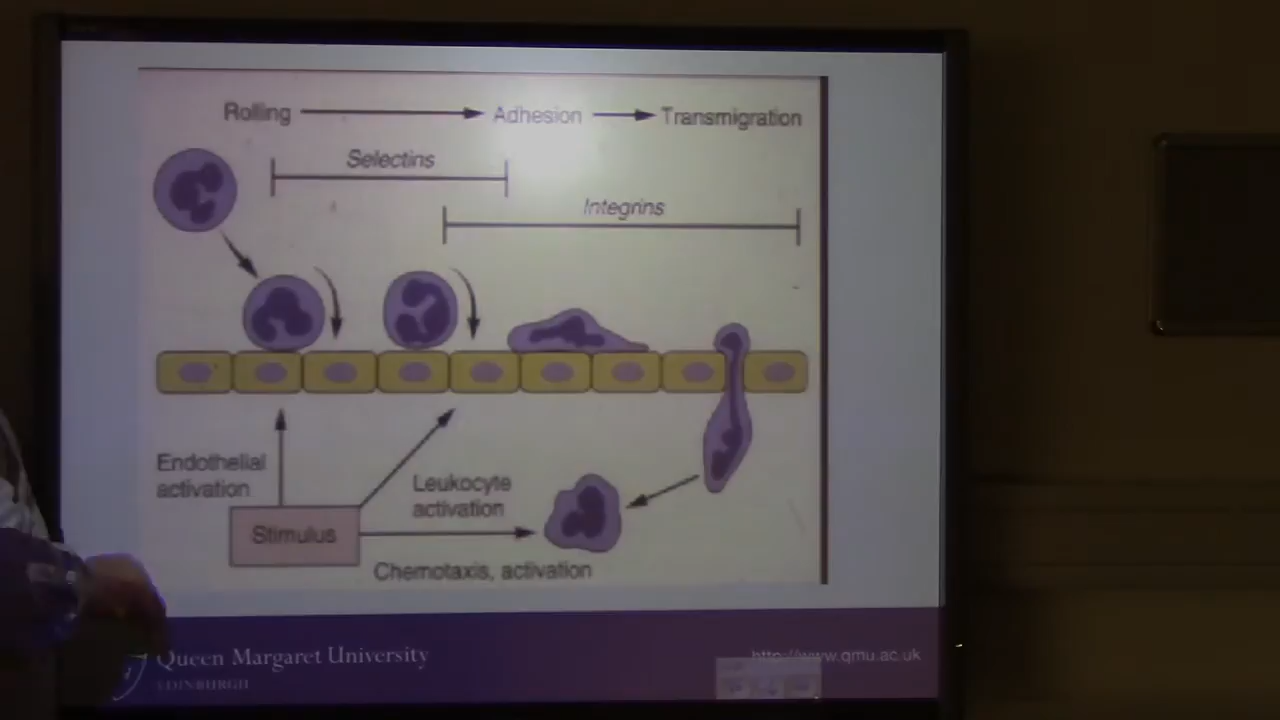 Rolling
Adhesion
Transmigration
Selectins
Integrins
Endothelial
activation
Leukocyte
activation
Stimulus
Chemotaxis, activation
Queen Margaret University
EDINBURGH
http://www.qmu.ac.uk